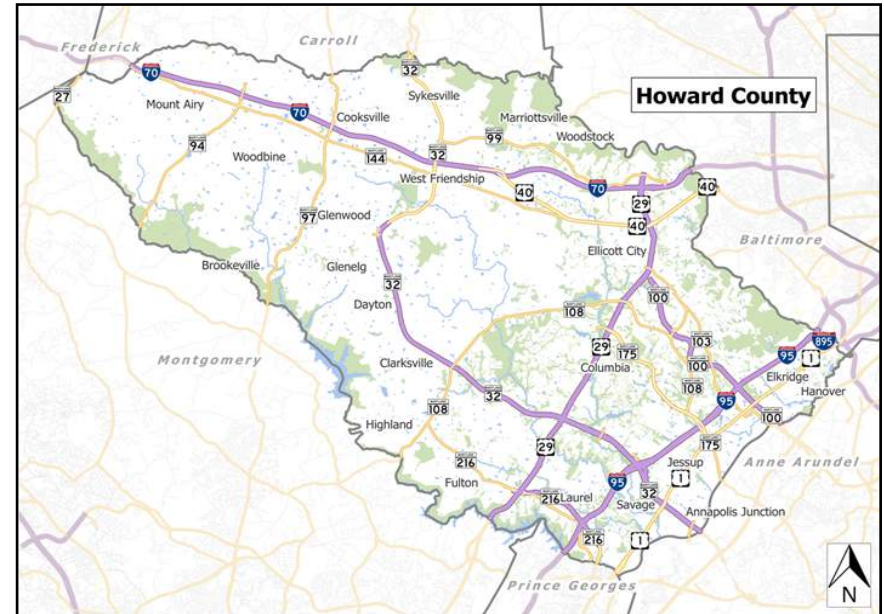 Carroll
Frederick
70
32
27
Mount Airy
Sykesville
Howard County
70
Cooksville
Marriottsville
94
99
Woodstock
Woodbine
144
32
West Friendship
40
70
40
29
97
Glenwood
40
Ellicott City
Baltimore
Brookeville
Glenelg
32
100
Dayton
108
103
895
Montgomery
29
175
95
1
Clarksville
Columbia
100
Elkridge
32
108
Hanover
108
95
Highland
100
29
175
216
Jessup
Anne Arundel
Fulton
95
1
216
Laurel
32
Savage
Annapolis Junction
216
1
Prince Georges
N